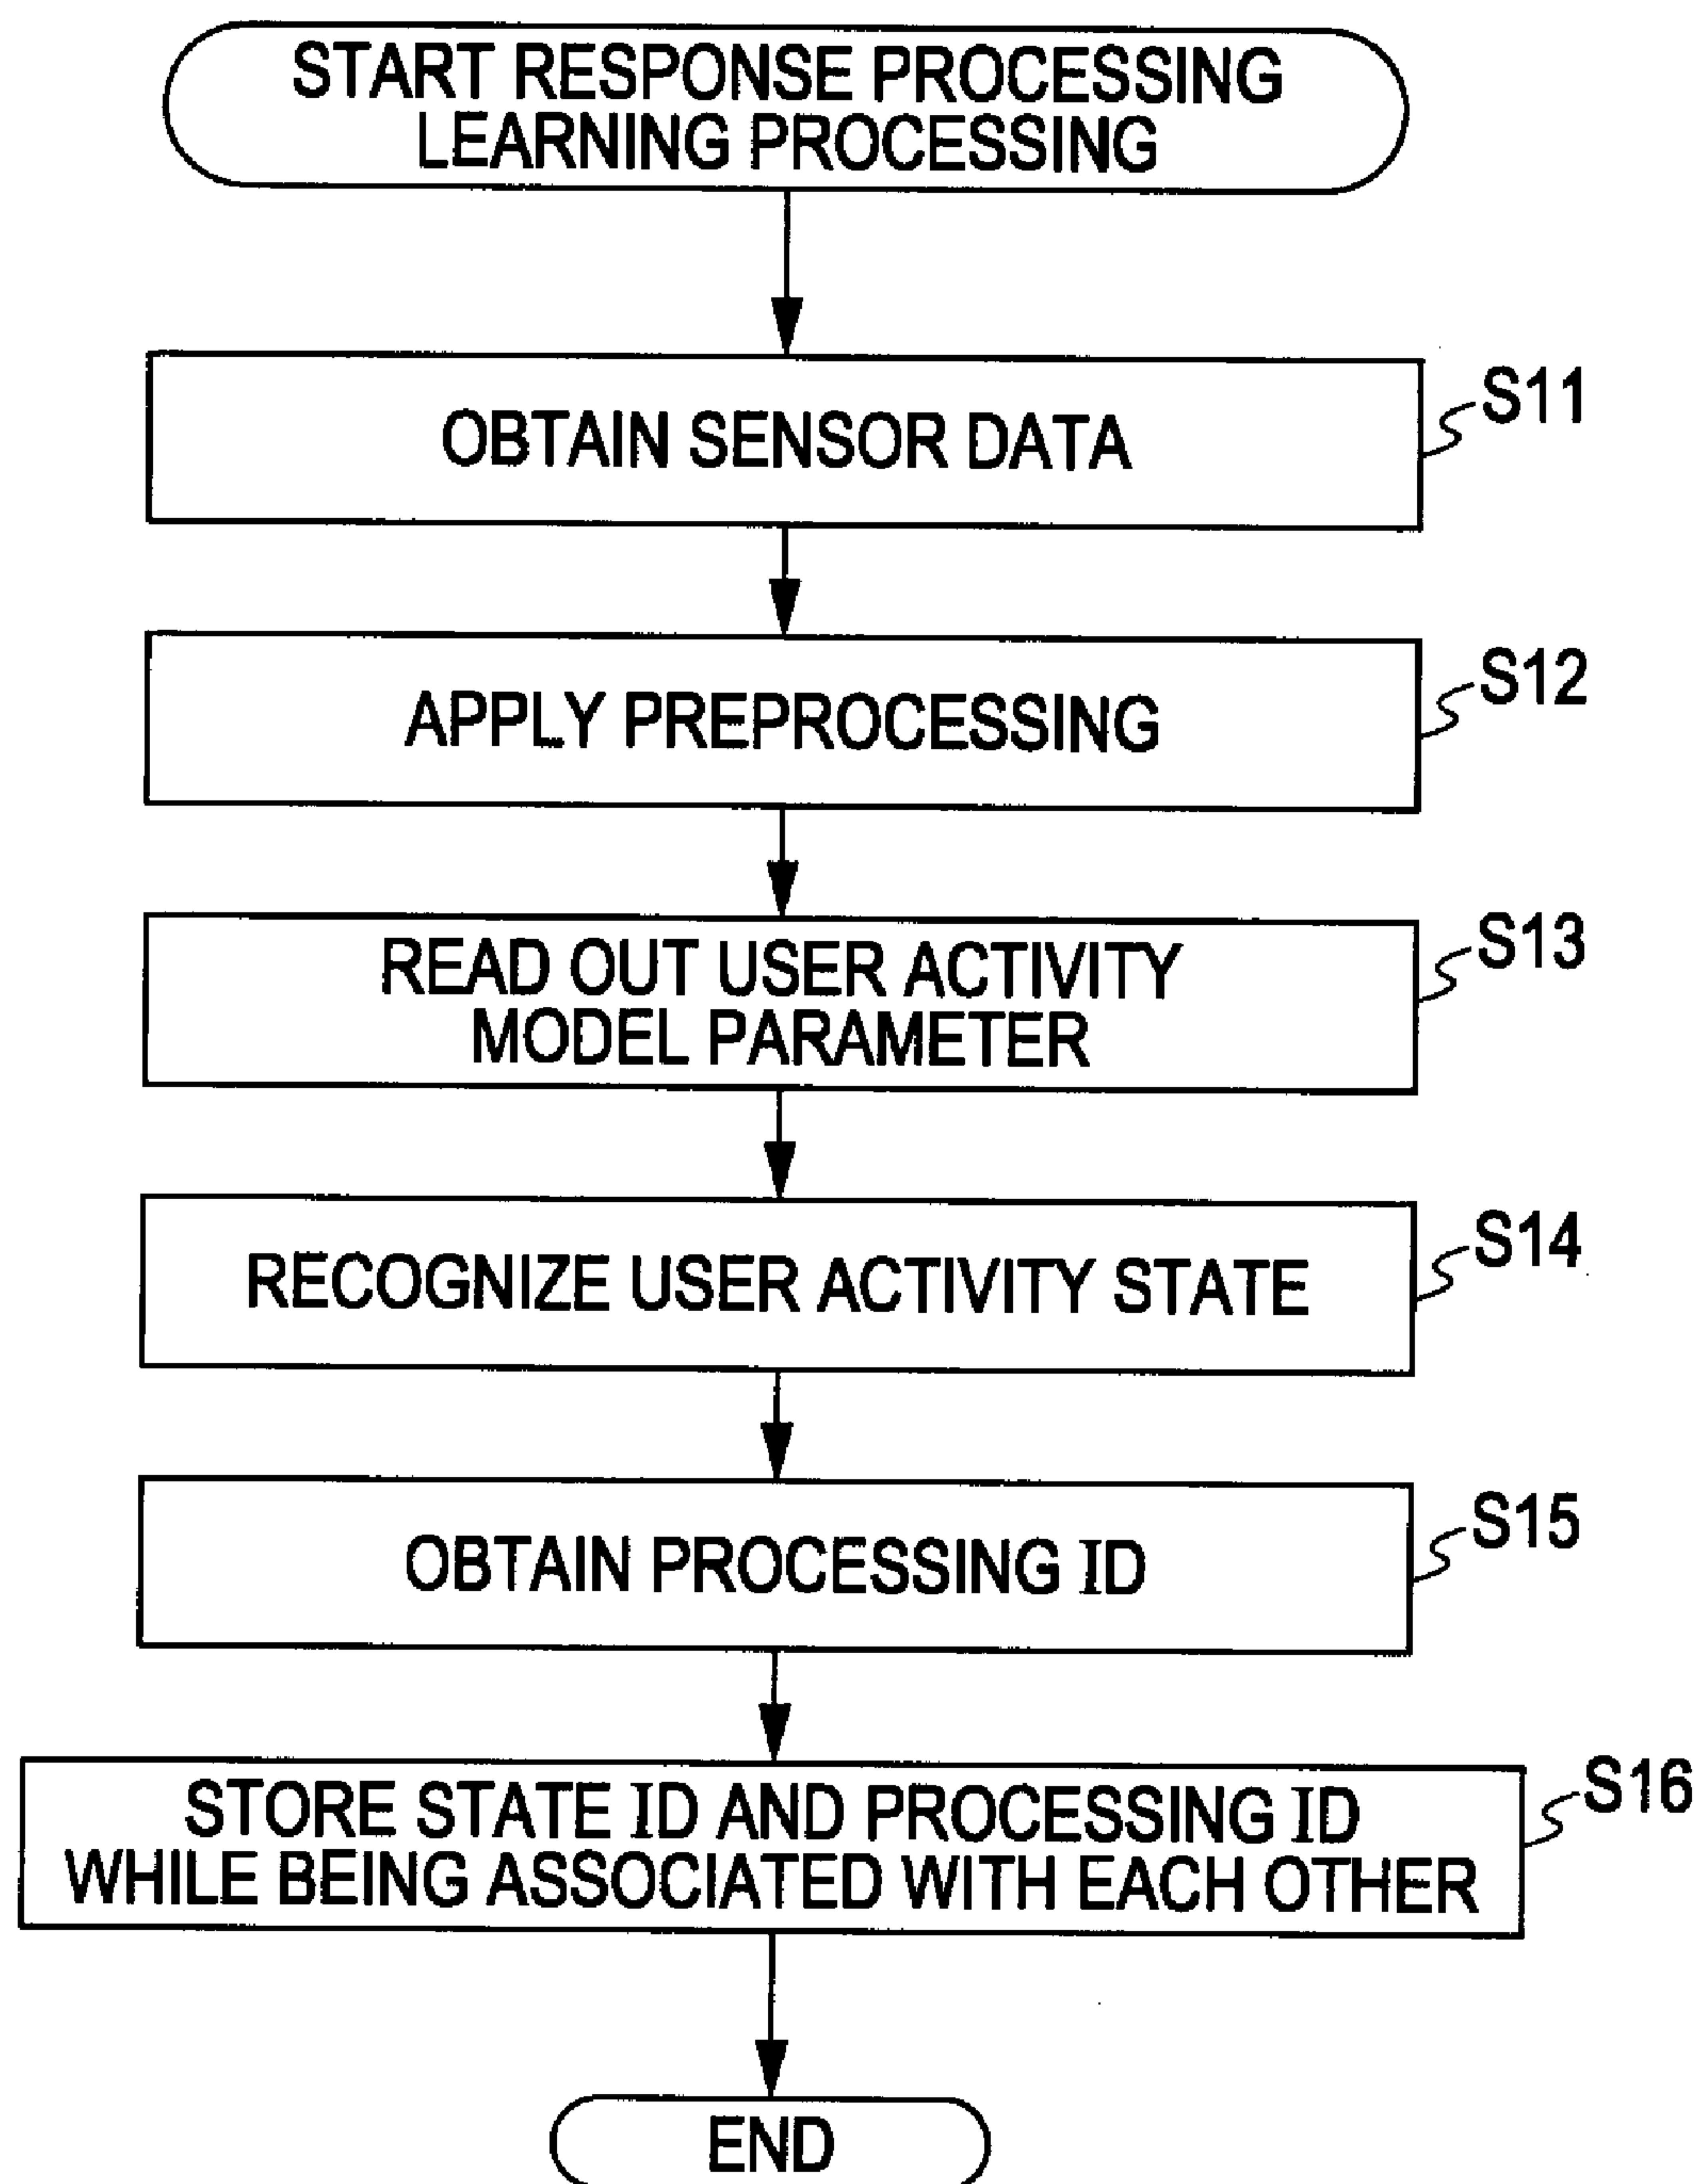 START RESPONSE PROCESSING
LEARNING PROCESSING
OBTAIN SENSOR DATA
S11
APPLY PREPROCESSING
S12
READ OUT USER ACTIVITY
MODEL PARAMETER
S13
RECOGNIZE USER ACTIVITY STATE
S14
OBTAIN PROCESSING ID
S15
STORE STATE ID AND PROCESSING ID
WHILE BEING ASSOCIATED WITH EACH OTHER
S16
END